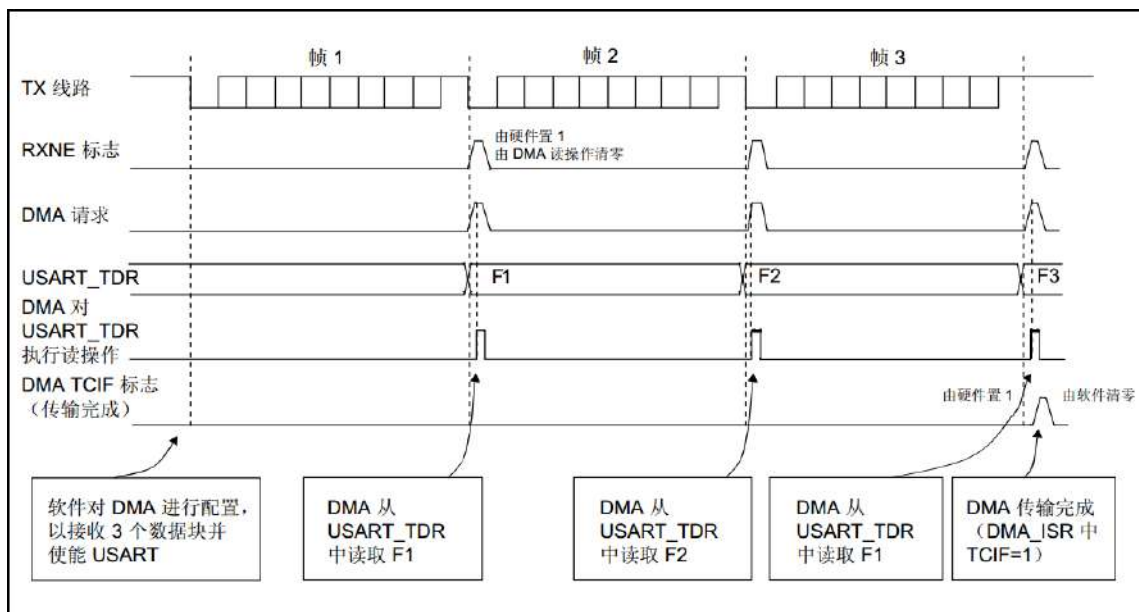 帧 1
帧 2
帧 3
TX 线路
由硬件置 1
由 DMA 读操作清零
RXNE 标志
DMA 请求
USART_TDR
F1
F2
F3
DMA 对
USART_TDR
执行读操作
DMA TCIF 标志
（传输完成）
由硬件置 1
由软件清零
软件对 DMA 进行配置，
以接收 3 个数据块并
使能 USART
DMA 从
USART_TDR
中读取 F1
DMA 从
USART_TDR
中读取 F2
DMA 从
USART_TDR
中读取 F1
DMA 传输完成
（DMA_ISR 中
TCIF=1）